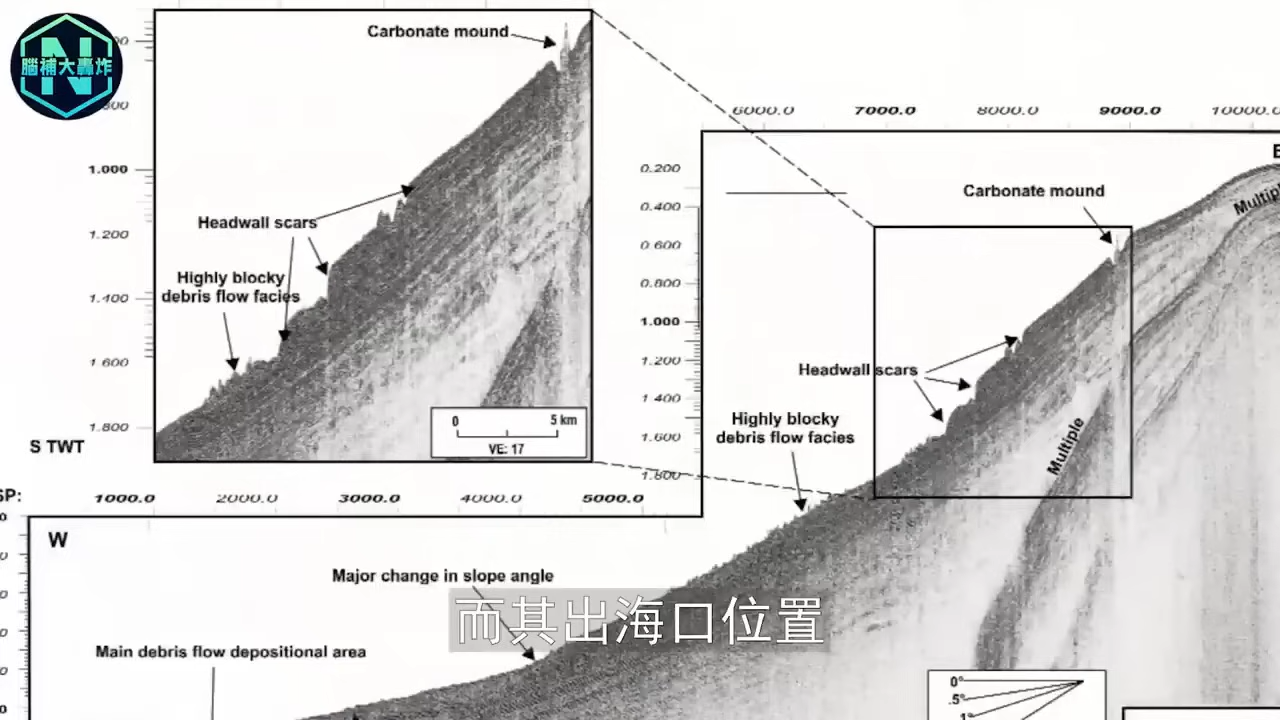 腦補大轟炸
Carbonate mound
1.000
Headwall scars
1.200
Highly blocky
debris flow facies
1.400
1.600
1.800
S TWT
0
5 km
VE: 17
6000.0
7000.0
8000.0
9000.0
10000.0
0.200
0.400
0.600
0.800
1.000
1.200
1.400
1.600
1.800
Carbonate mound
Multiple
Headwall scars
Highly blocky
debris flow facies
Multiple
SP:
1000.0
2000.0
3000.0
4000.0
5000.0
W
Major change in slope angle
而其出海口位置
Main debris flow depositional area
0°
.5°
1°